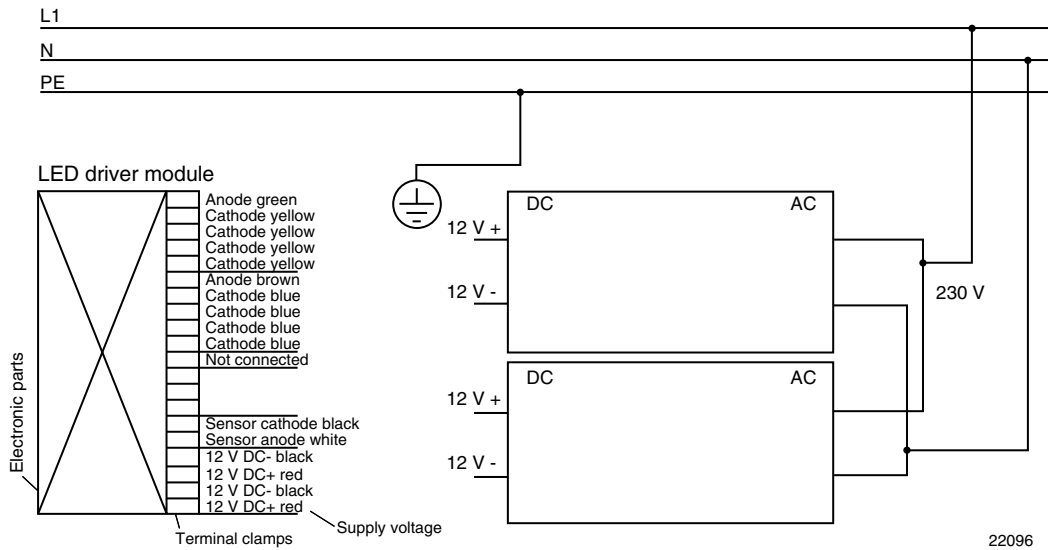 L1
N
PE
LED driver module
Anode green
Cathode yellow
Cathode yellow
Cathode yellow
Cathode yellow
Anode brown
Cathode blue
Cathode blue
Cathode blue
Cathode blue
Not connected
Sensor cathode black
Sensor anode white
12 V DC- black
12 V DC+ red
12 V DC- black
12 V DC+ red
Electronic parts
Terminal clamps
Supply voltage
DC AC
12 V +
12 V -
230 V
DC AC
12 V +
12 V -
22096